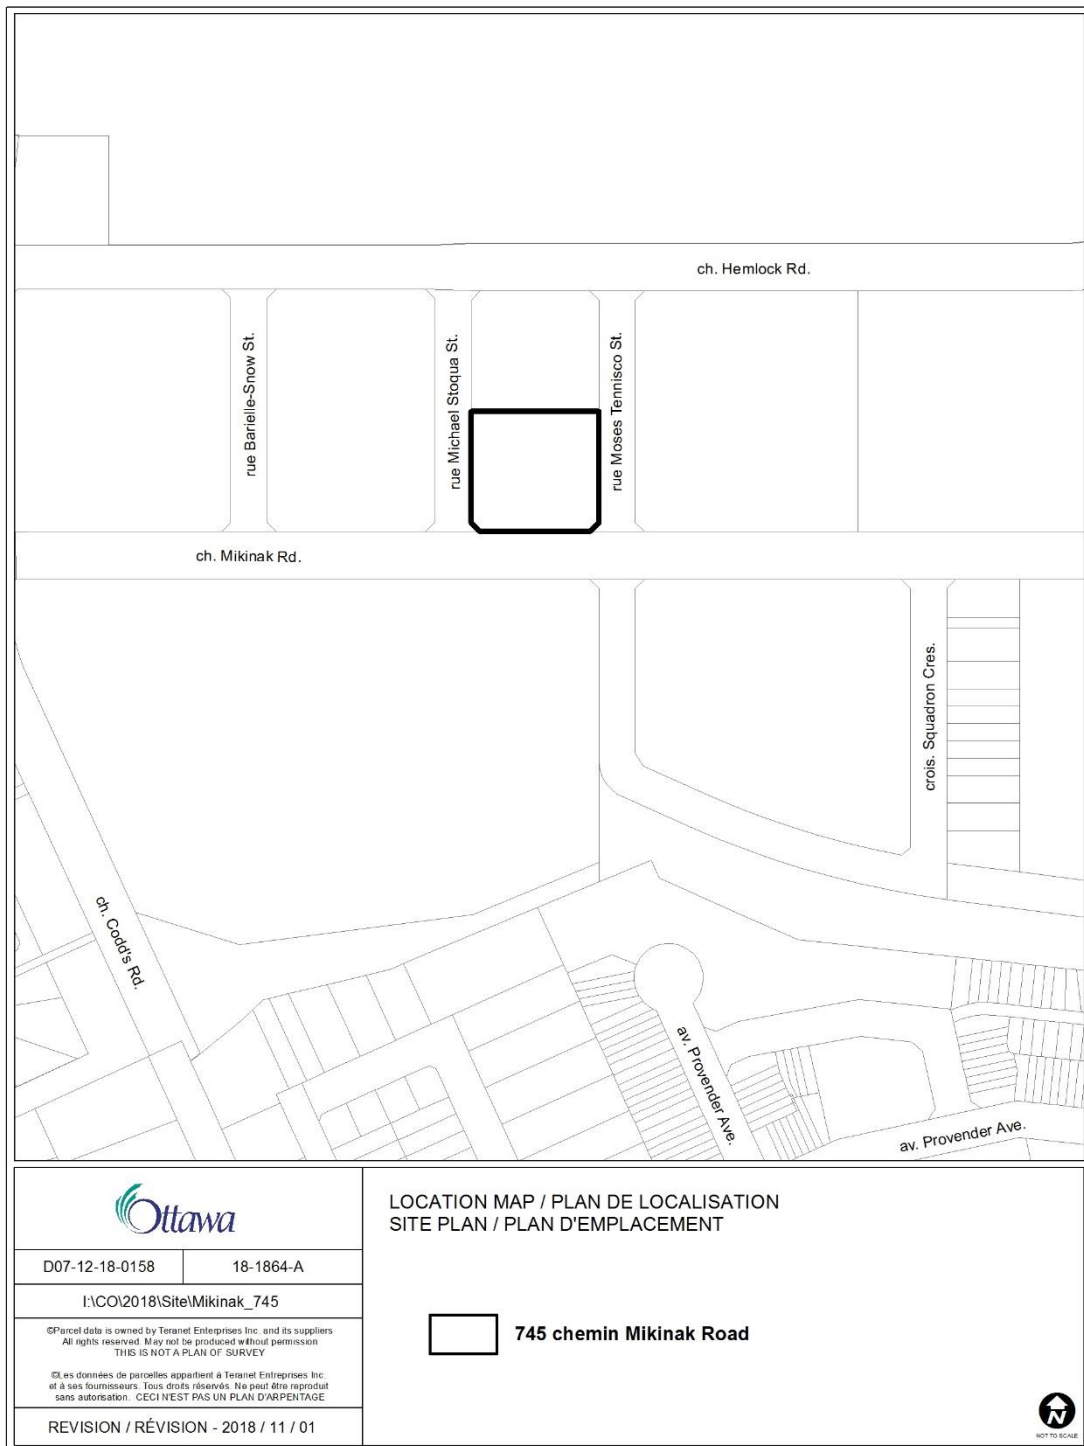 ch. Hemlock Rd.
rue Barielle-Snow St.
rue Michael Stoqua St.
rue Moses Tennisco St.
ch. Mikinak Rd.
crois. Squadron Cres.
ch. Codd's Rd.
av. Provender Ave.
av. Provender Ave.
Ottawa
D07-12-18-0158
18-1864-A
I:\CO\2018\Site\Mikinak_745
©Parcel data is owned by Teranet Enterprises Inc. and its suppliers
All rights reserved. May not be produced without permission
THIS IS NOT A PLAN OF SURVEY
©Les données de parcelles appartient à Teranet Entreprises Inc.
et à ses fournisseurs. Tous droits réservés. Ne peut être reproduit
sans autorisation. CECI N'EST PAS UN PLAN D'ARPENTAGE
REVISION / RÉVISION - 2018 / 11 / 01
LOCATION MAP / PLAN DE LOCALISATION
SITE PLAN / PLAN D'EMPLACEMENT
745 chemin Mikinak Road
N
NOT TO SCALE